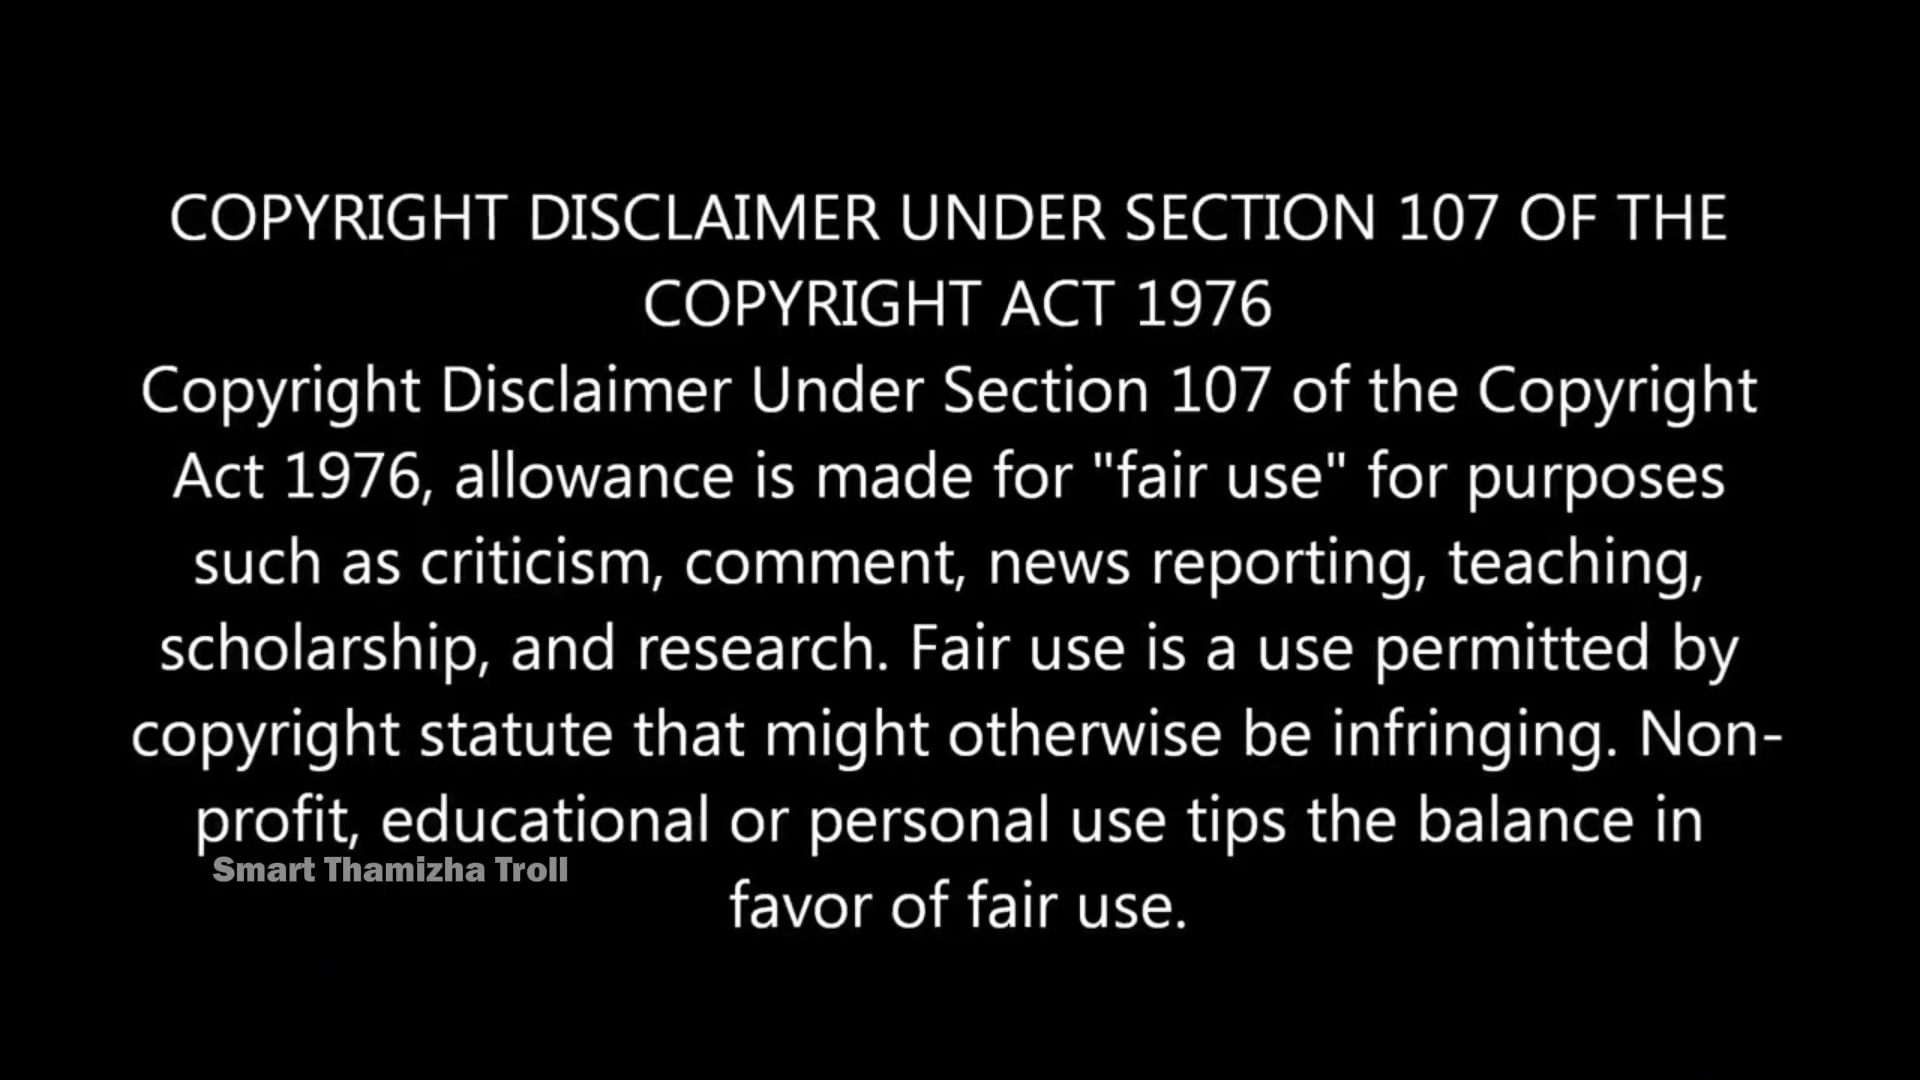 COPYRIGHT DISCLAIMER UNDER SECTION 107 OF THE
COPYRIGHT ACT 1976
Copyright Disclaimer Under Section 107 of the Copyright
Act 1976, allowance is made for "fair use" for purposes
such as criticism, comment, news reporting, teaching,
scholarship, and research. Fair use is a use permitted by
copyright statute that might otherwise be infringing. Non-
profit, educational or personal use tips the balance in
Smart Thamizha Troll
favor of fair use.